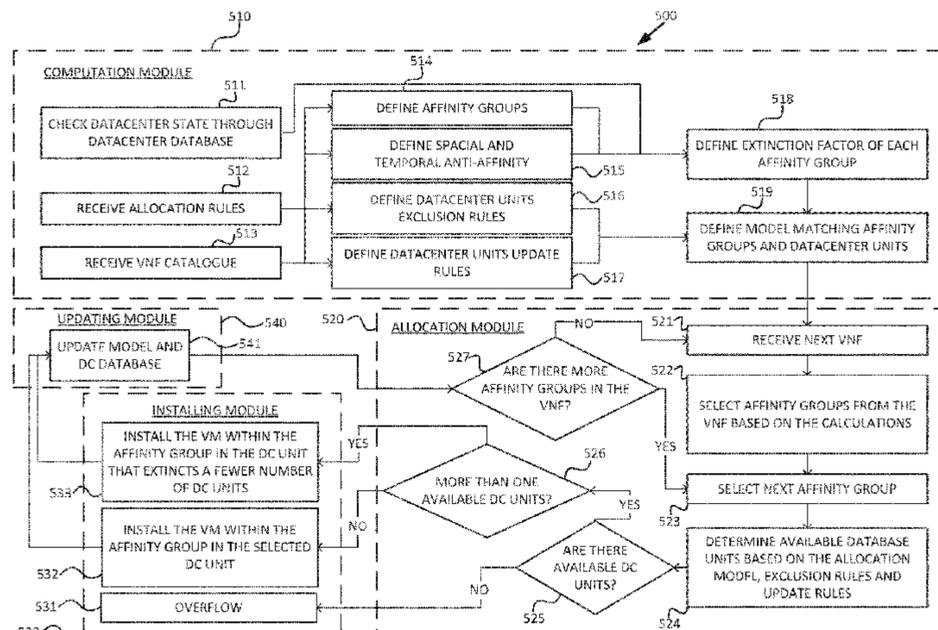 510
500
COMPUTATION MODULE
511
CHECK DATACENTER STATE THROUGH
DATACENTER DATABASE
512
RECEIVE ALLOCATION RULES
513
RECEIVE VNF CATALOGUE
514
DEFINE AFFINITY GROUPS
DEFINE SPACIAL AND
TEMPORAL ANTI-AFFINITY
515
516
DEFINE DATACENTER UNITS
EXCLUSION RULES
DEFINE DATACENTER UNITS UPDATE
RULES
517
518
DEFINE EXTINCTION FACTOR OF EACH
AFFINITY GROUP
519
DEFINE MODEL MATCHING AFFINITY
GROUPS AND DATACENTER UNITS
UPDATING MODULE
540
541
UPDATE MODEL AND
DC DATABASE
INSTALLING MODULE
INSTALL THE VM WITHIN THE
AFFINITY GROUP IN THE DC UNIT
THAT EXTINCTS A FEWER NUMBER
OF DC UNITS
533
INSTALL THE VM WITHIN THE
AFFINITY GROUP IN THE SELECTED
DC UNIT
532
531
OVERFLOW
520
ALLOCATION MODULE
NO
521
RECEIVE NEXT VNF
527
ARE THERE MORE
AFFINITY GROUPS IN THE
VNF?
522
SELECT AFFINITY GROUPS FROM THE
VNF BASED ON THE CALCULATIONS
YES
YES
526
MORE THAN ONE
AVAILABLE DC UNITS?
SELECT NEXT AFFINITY GROUP
523
NO
YES
ARE THERE
AVAILABLE DC
UNITS?
NO
525
DETERMINE AVAILABLE DATABASE
UNITS BASED ON THE ALLOCATION
MODEL, EXCLUSION RULES AND
UPDATE RULES
524